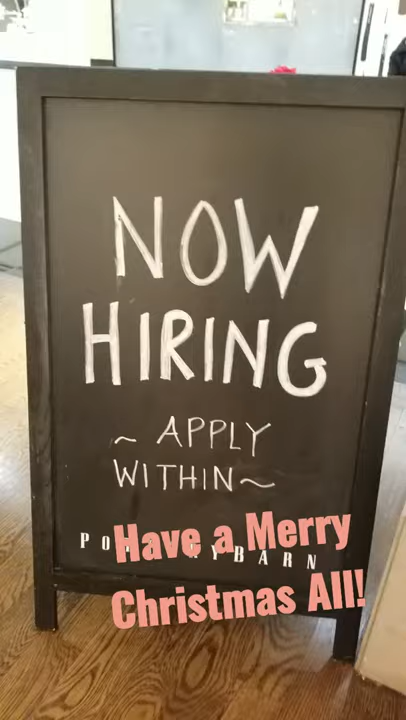 NOW
HIRING
~ APPLY
WITHIN~
Have a Merry
Christmas All!